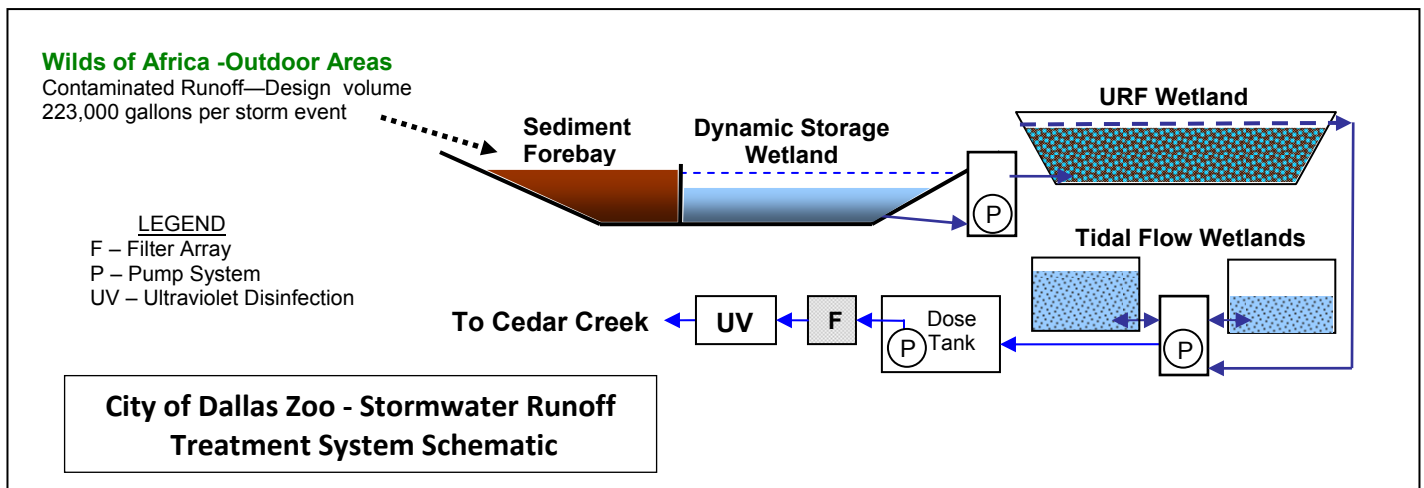 Wilds of Africa -Outdoor Areas
Contaminated Runoff—Design volume
223,000 gallons per storm event
Sediment
Forebay
Dynamic Storage
Wetland
URF Wetland
P
LEGEND
F – Filter Array
P – Pump System
UV – Ultraviolet Disinfection
Tidal Flow Wetlands
To Cedar Creek
UV
F
P
Dose
Tank
P
City of Dallas Zoo - Stormwater Runoff
Treatment System Schematic